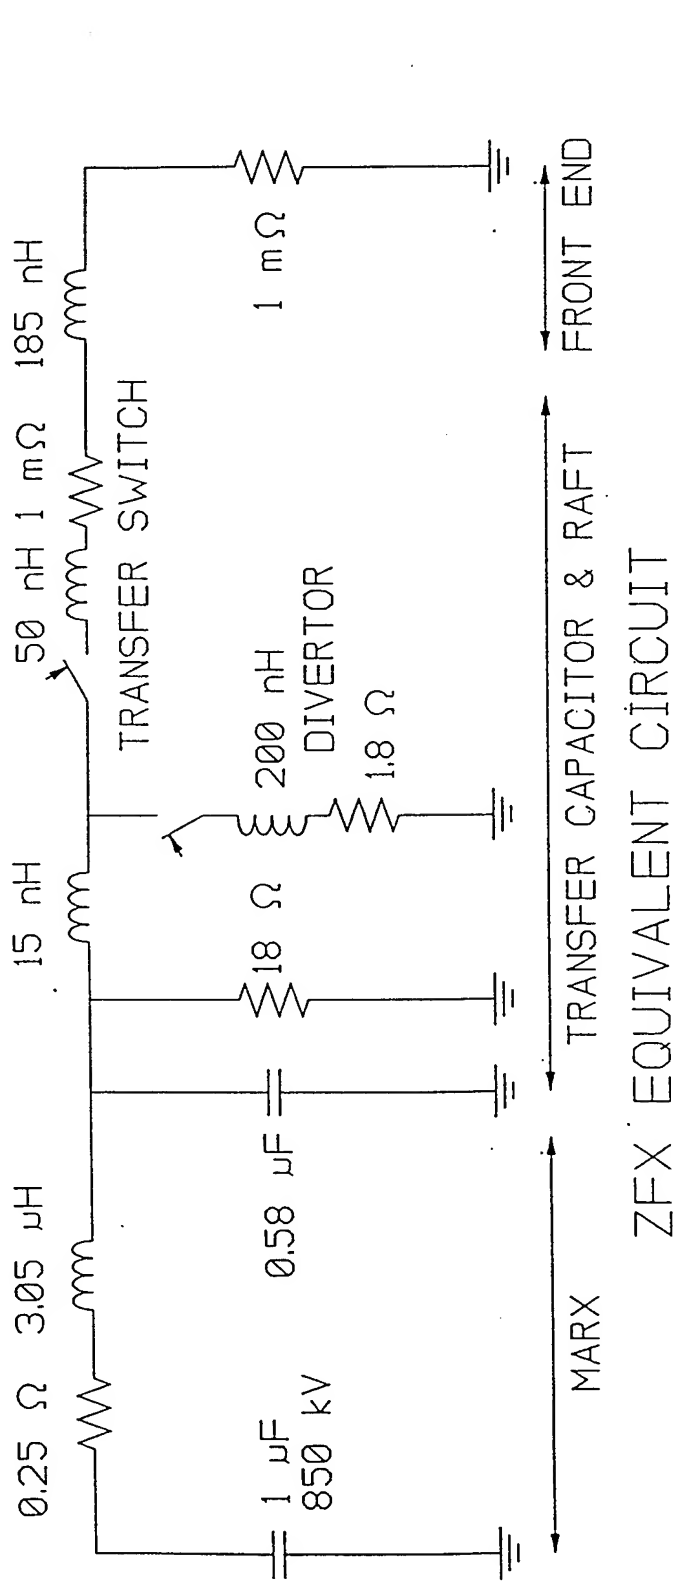 0.25 Ω 3.05 μH 15 nH 50 nH 1 mΩ 185 nH
TRANSFER SWITCH
1 μF
850 kV
0.58 μF
18 Ω
200 nH
DIVERTOR
1.8 Ω
1 mΩ
MARX
TRANSFER CAPACITOR & RAFT
FRONT END
ZFX EQUIVALENT CIRCUIT